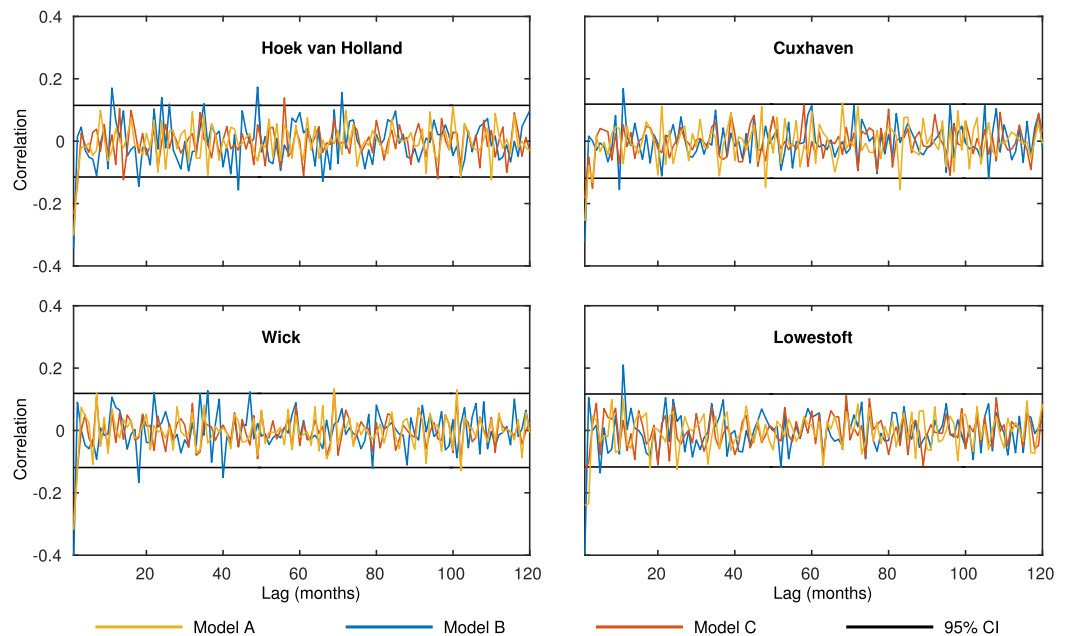 0.4
0.2
0
-0.2
-0.4
Correlation
Hoek van Holland
Cuxhaven
0.4
0.2
0
-0.2
-0.4
Correlation
Wick
Lowestoft
20 40 60 80 100 120
20 40 60 80 100 120
Lag (months)
Lag (months)
Model A Model B Model C 95% CI